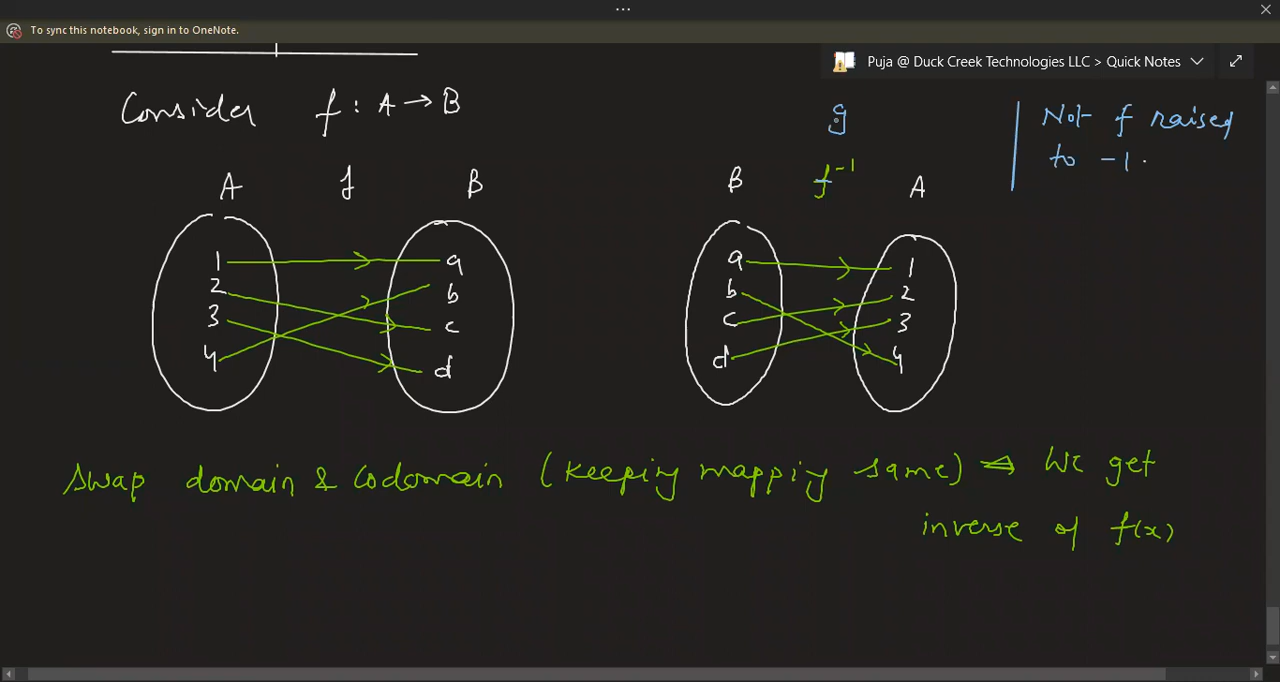 ...
To sync this notebook, sign in to OneNote.
Puja @ Duck Creek Technologies LLC > Quick Notes
Consider f : A → B
g
Not f raised
to -1.
A f B
B f⁻¹ A
1 a
2 b
3 c
4 d
a 1
b 2
c 3
d 4
Swap domain & codomain (keeping mapping same) ⇒ We get
inverse of f(x)